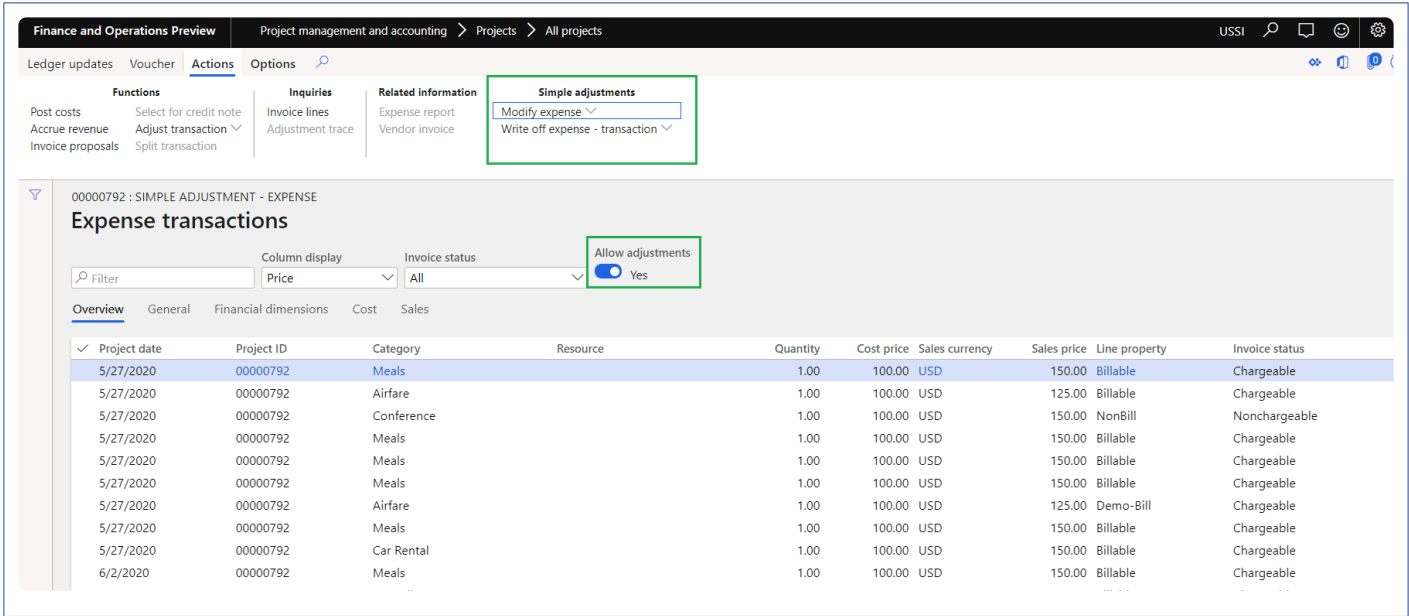 Finance and Operations Preview Project management and accounting > Projects > All projects USSI
Ledger updates Voucher Actions Options 0
Functions Inquiries Related information Simple adjustments
Post costs Select for credit note Invoice lines Expense report Modify expense
Accrue revenue Adjust transaction Adjustment trace Vendor invoice Write off expense - transaction
Invoice proposals Split transaction
00000792 : SIMPLE ADJUSTMENT - EXPENSE
Expense transactions
Column display Invoice status Allow adjustments
Filter Price All Yes
Overview General Financial dimensions Cost Sales
Project date Project ID Category Resource Quantity Cost price Sales currency Sales price Line property Invoice status
5/27/2020 00000792 Meals 1.00 100.00 USD 150.00 Billable Chargeable
5/27/2020 00000792 Airfare 1.00 100.00 USD 125.00 Billable Chargeable
5/27/2020 00000792 Conference 1.00 100.00 USD 150.00 NonBill Nonchargeable
5/27/2020 00000792 Meals 1.00 100.00 USD 150.00 Billable Chargeable
5/27/2020 00000792 Meals 1.00 100.00 USD 150.00 Billable Chargeable
5/27/2020 00000792 Meals 1.00 100.00 USD 150.00 Billable Chargeable
5/27/2020 00000792 Airfare 1.00 100.00 USD 125.00 Demo-Bill Chargeable
5/27/2020 00000792 Meals 1.00 100.00 USD 150.00 Billable Chargeable
5/27/2020 00000792 Car Rental 1.00 100.00 USD 150.00 Billable Chargeable
6/2/2020 00000792 Meals 1.00 100.00 USD 150.00 Billable Chargeable